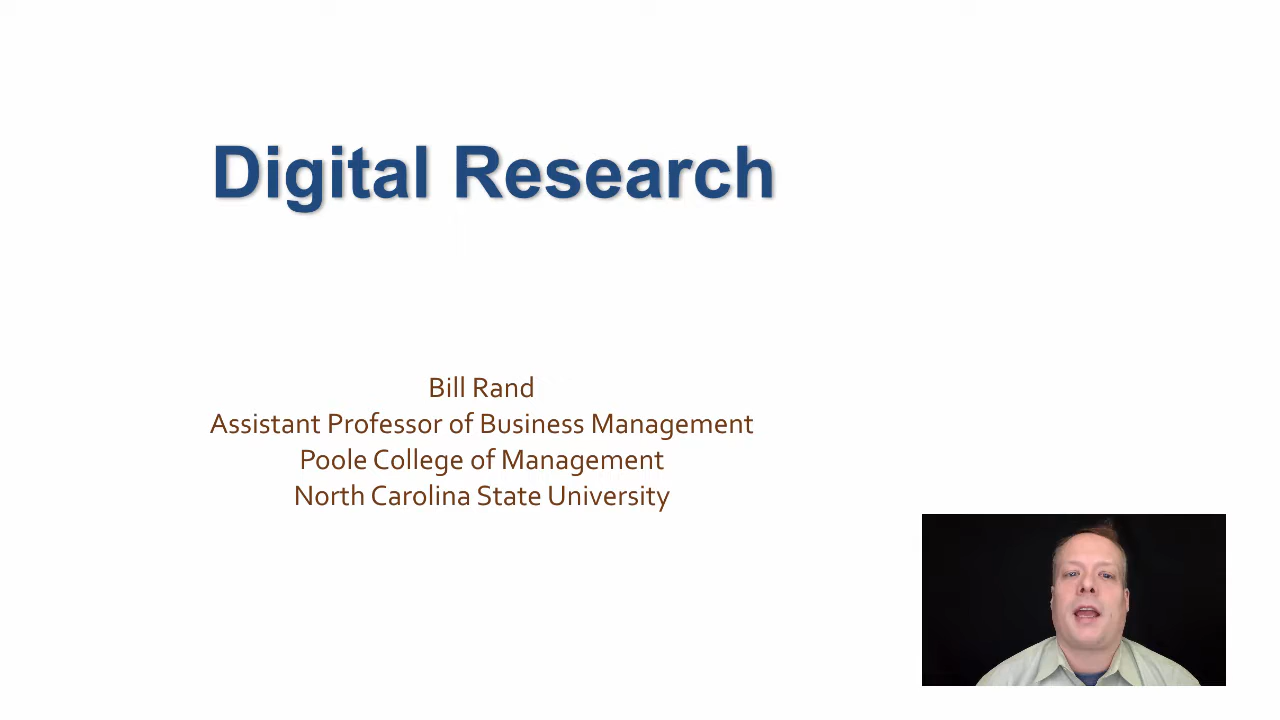 Digital Research
Bill Rand
Assistant Professor of Business Management
Poole College of Management
North Carolina State University